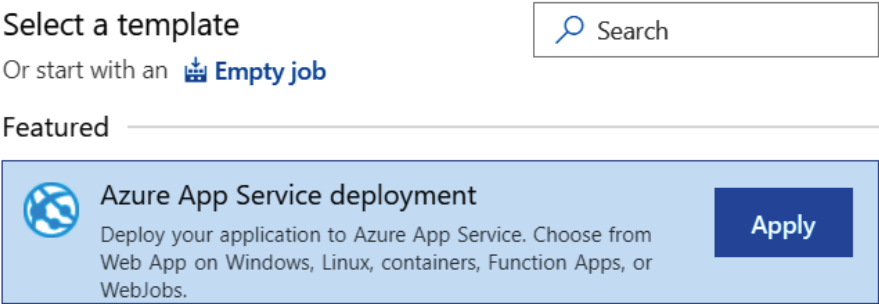 Select a template
Search
Or start with an Empty job
Featured
Azure App Service deployment
Deploy your application to Azure App Service. Choose from
Web App on Windows, Linux, containers, Function Apps, or
WebJobs.
Apply